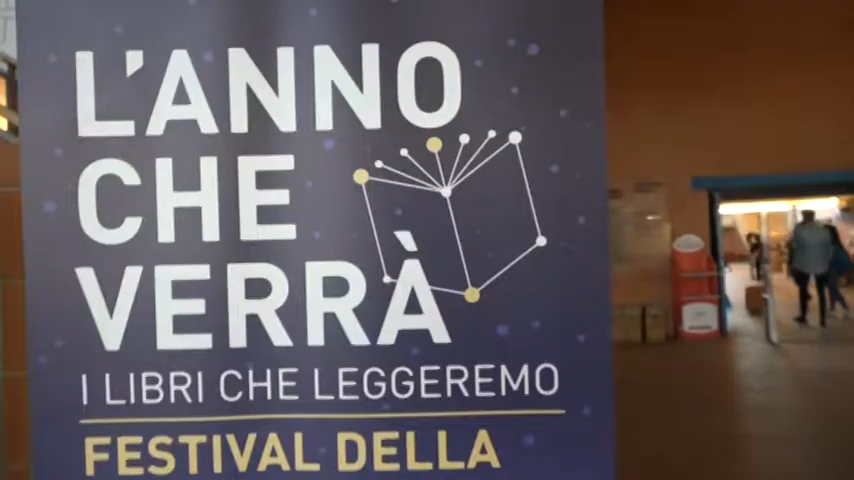 L'ANNO
CHE
VERRÀ
I LIBRI CHE LEGGEREMO
FESTIVAL DELLA